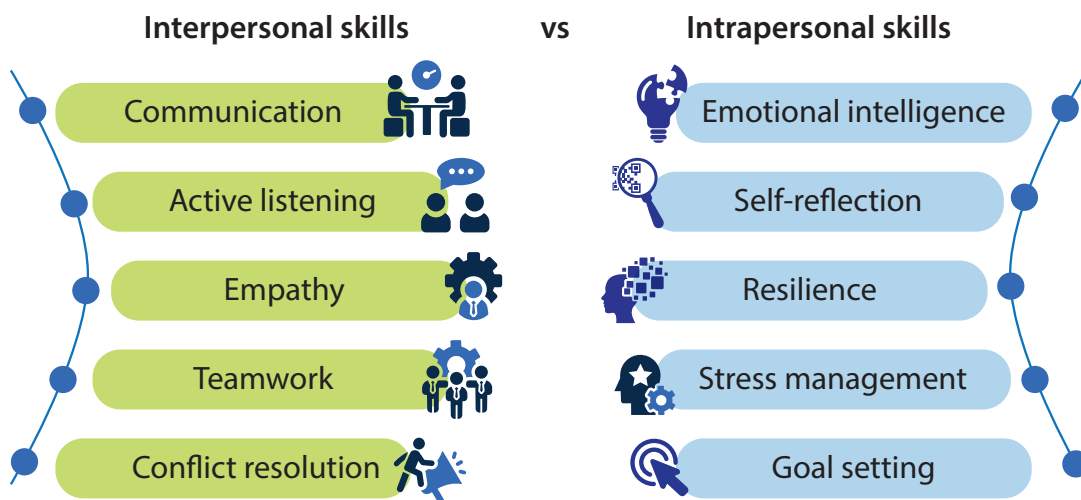 Interpersonal skills vs Intrapersonal skills
Communication
Active listening
Empathy
Teamwork
Conflict resolution
Emotional intelligence
Self-reflection
Resilience
Stress management
Goal setting